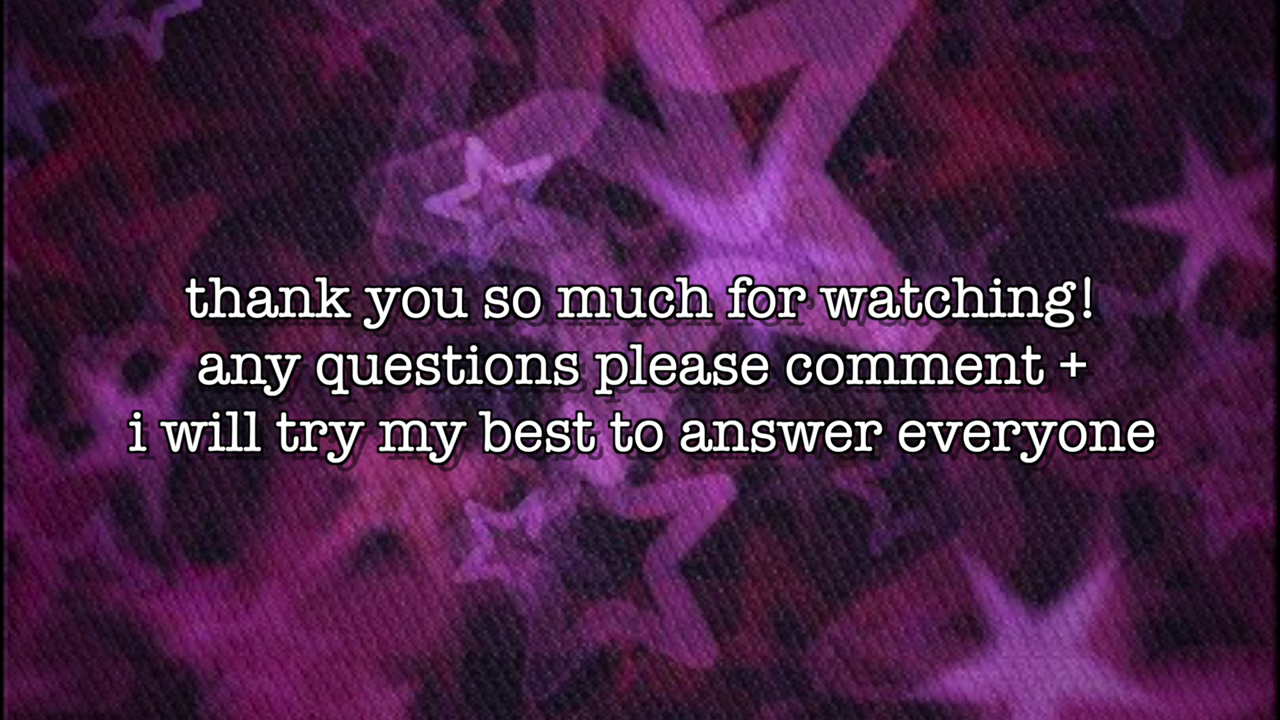 thank you so much for watching!
any questions please comment +
i will try my best to answer everyone